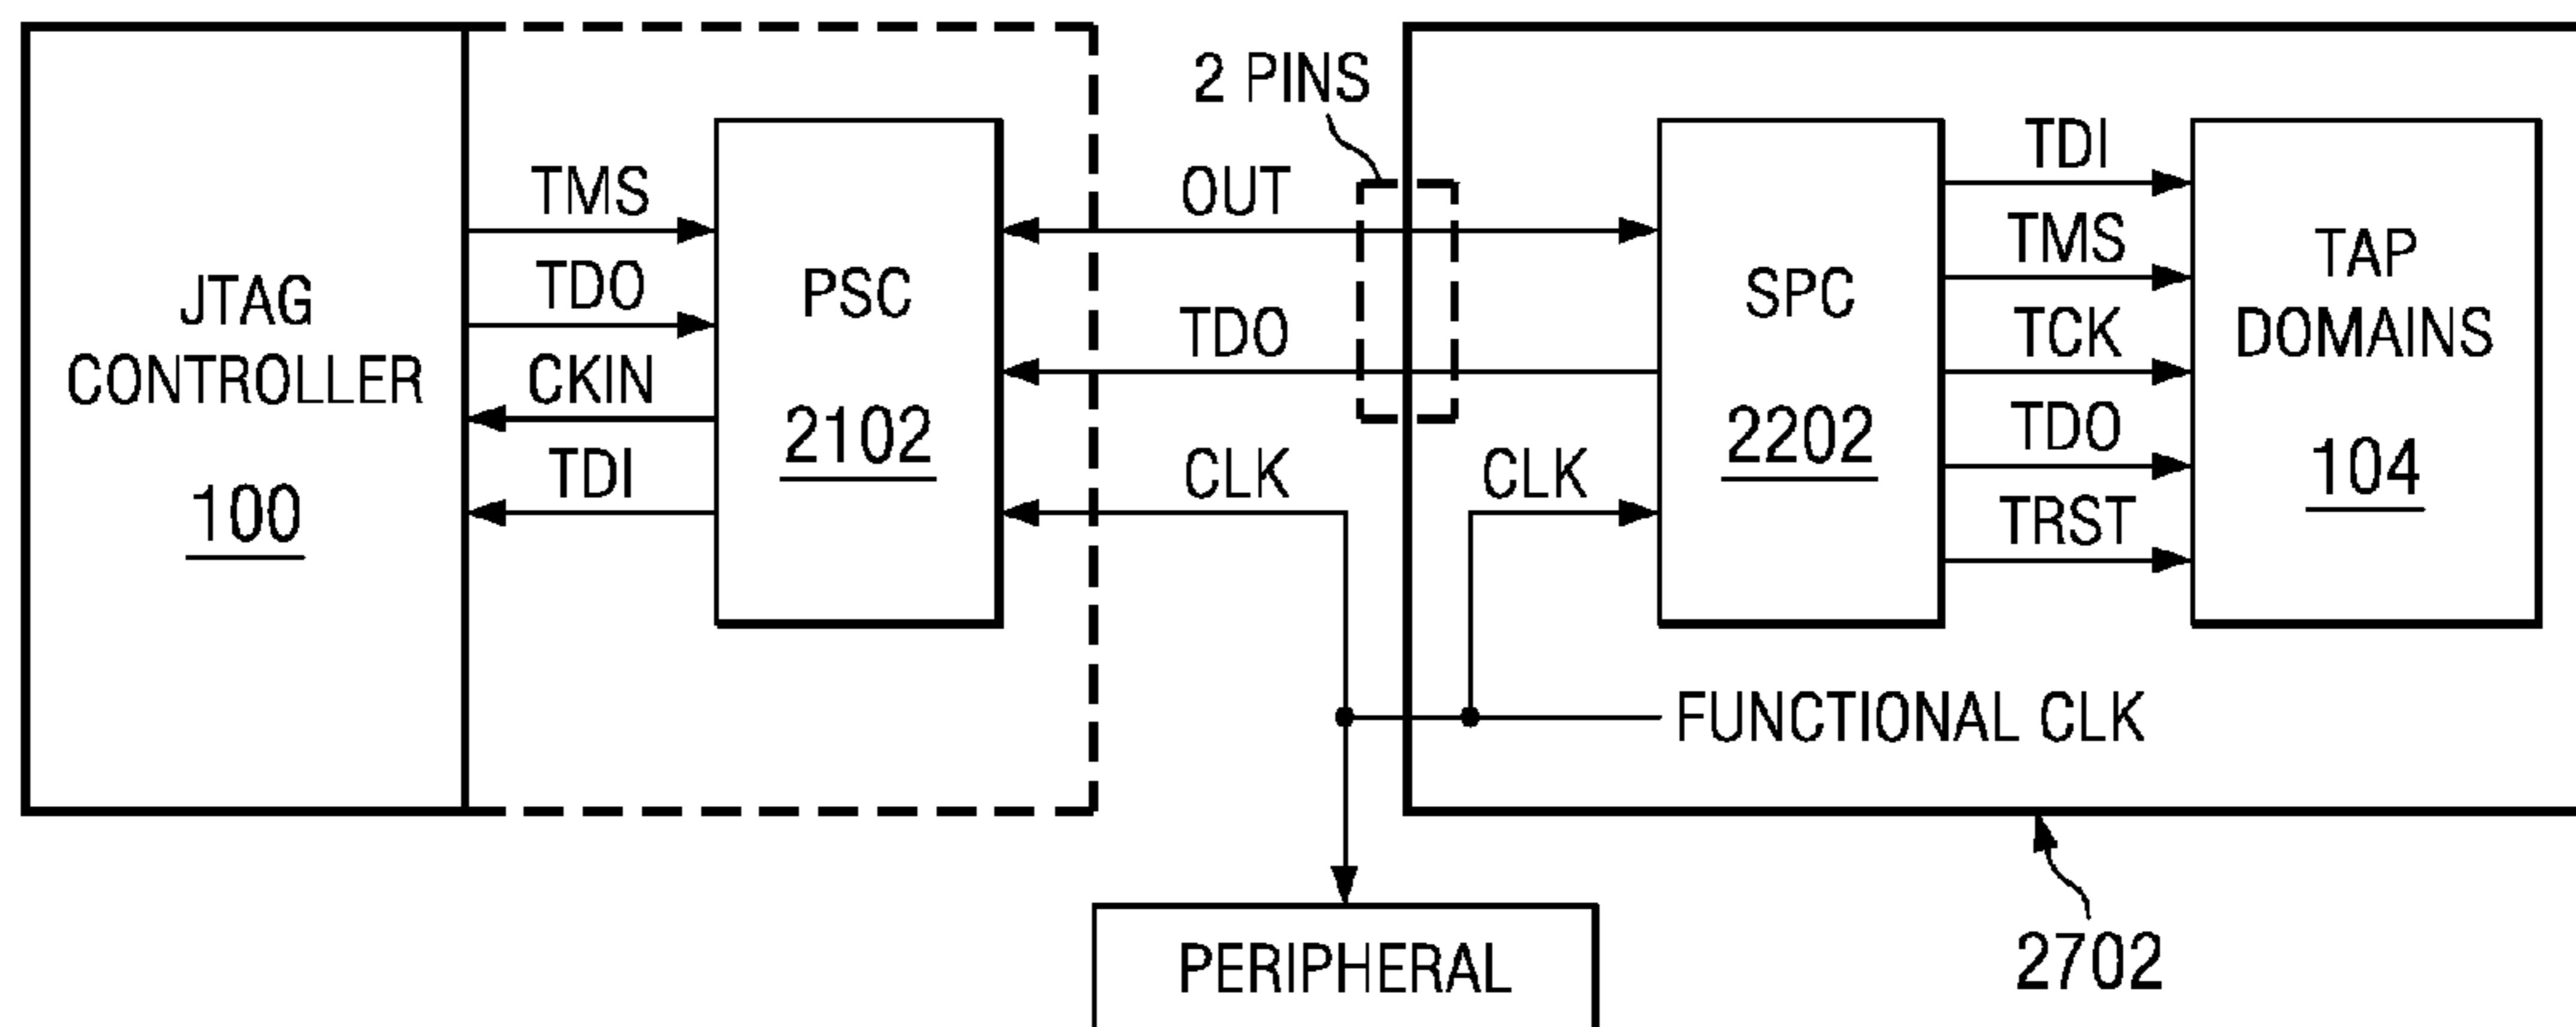 JTAG
CONTROLLER
100
TMS
TDO
CKIN
TDI
PSC
2102
2 PINS
OUT
TDO
CLK
CLK
SPC
2202
TDI
TMS
TCK
TDO
TRST
TAP
DOMAINS
104
FUNCTIONAL CLK
PERIPHERAL
2702